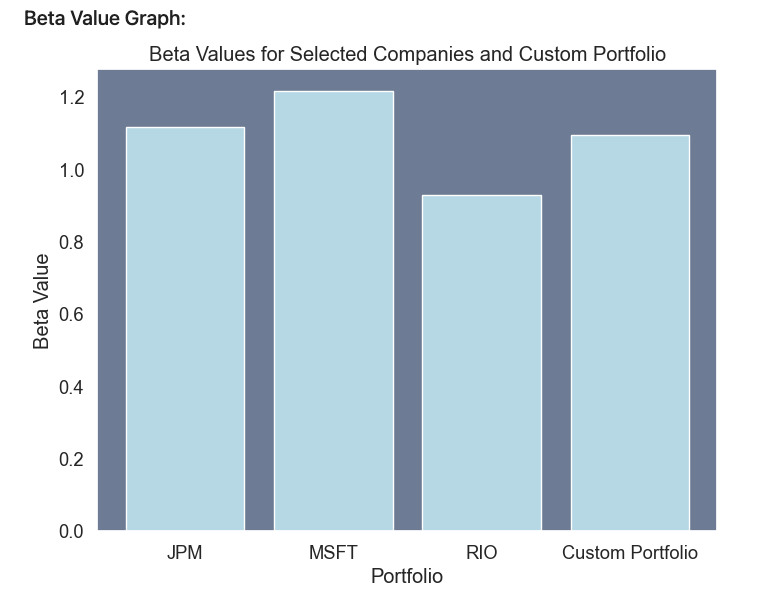 Beta Value Graph:
Beta Values for Selected Companies and Custom Portfolio
1.2
1.0
0.8
0.6
0.4
0.2
0.0
Beta Value
JPM MSFT RIO Custom Portfolio
Portfolio